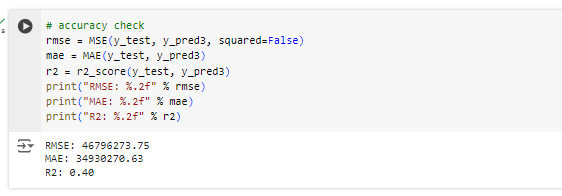 # accuracy check
rmse = MSE(y_test, y_pred3, squared=False)
mae = MAE(y_test, y_pred3)
r2 = r2_score(y_test, y_pred3)
print("RMSE: %.2f" % rmse)
print("MAE: %.2f" % mae)
print("R2: %.2f" % r2)
RMSE: 46796273.75
MAE: 34930270.63
R2: 0.40